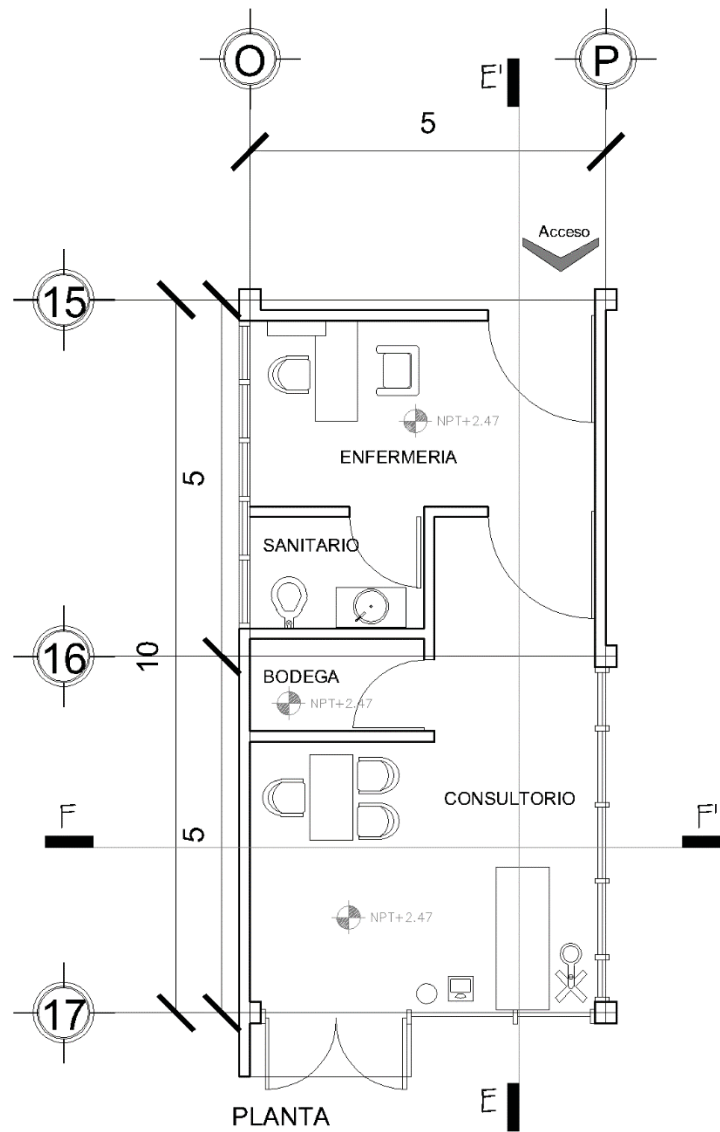 O
P
E'
5
Acceso
15
NPT+2.47
ENFERMERIA
5
SANITARIO
16
10
BODEGA
NPT+2.47
CONSULTORIO
F
F'
5
NPT+2.47
17
E
PLANTA